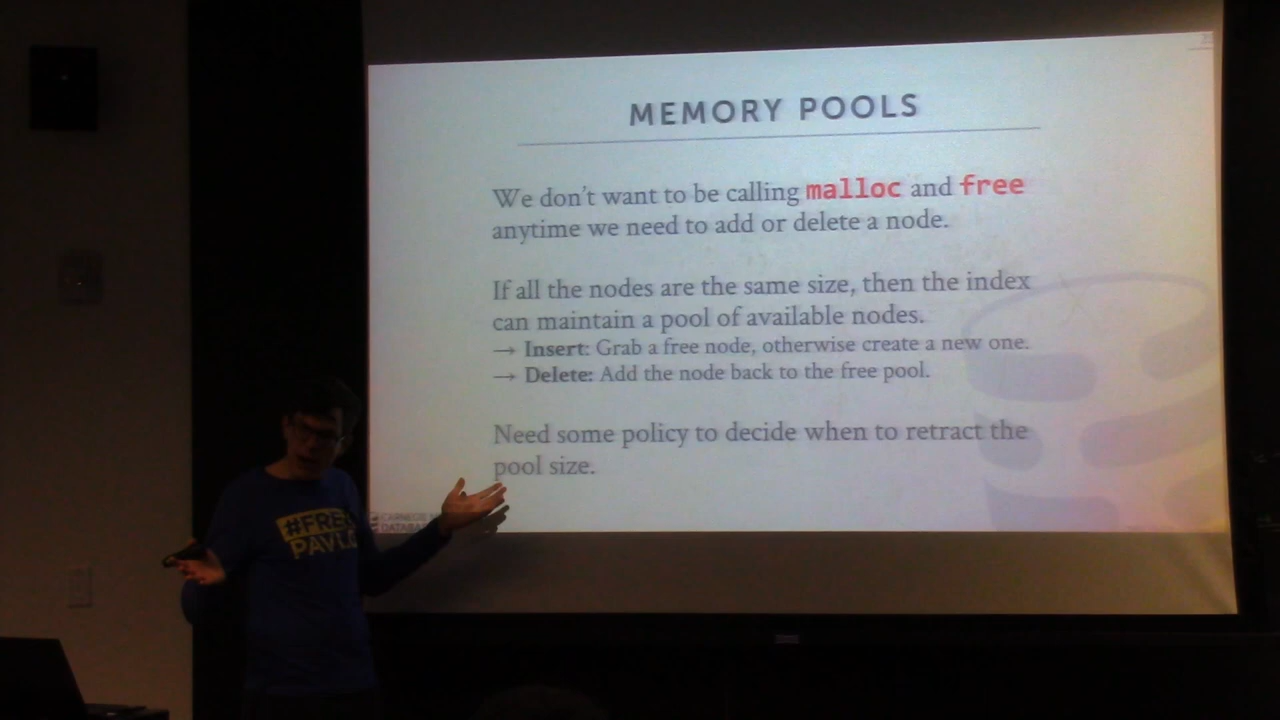 MEMORY POOLS
We don't want to be calling malloc and free
anytime we need to add or delete a node.
If all the nodes are the same size, then the index
can maintain a pool of available nodes.
→ Insert: Grab a free node, otherwise create a new one.
→ Delete: Add the node back to the free pool.
Need some policy to decide when to retract the
pool size.
#FREE
PAVLO